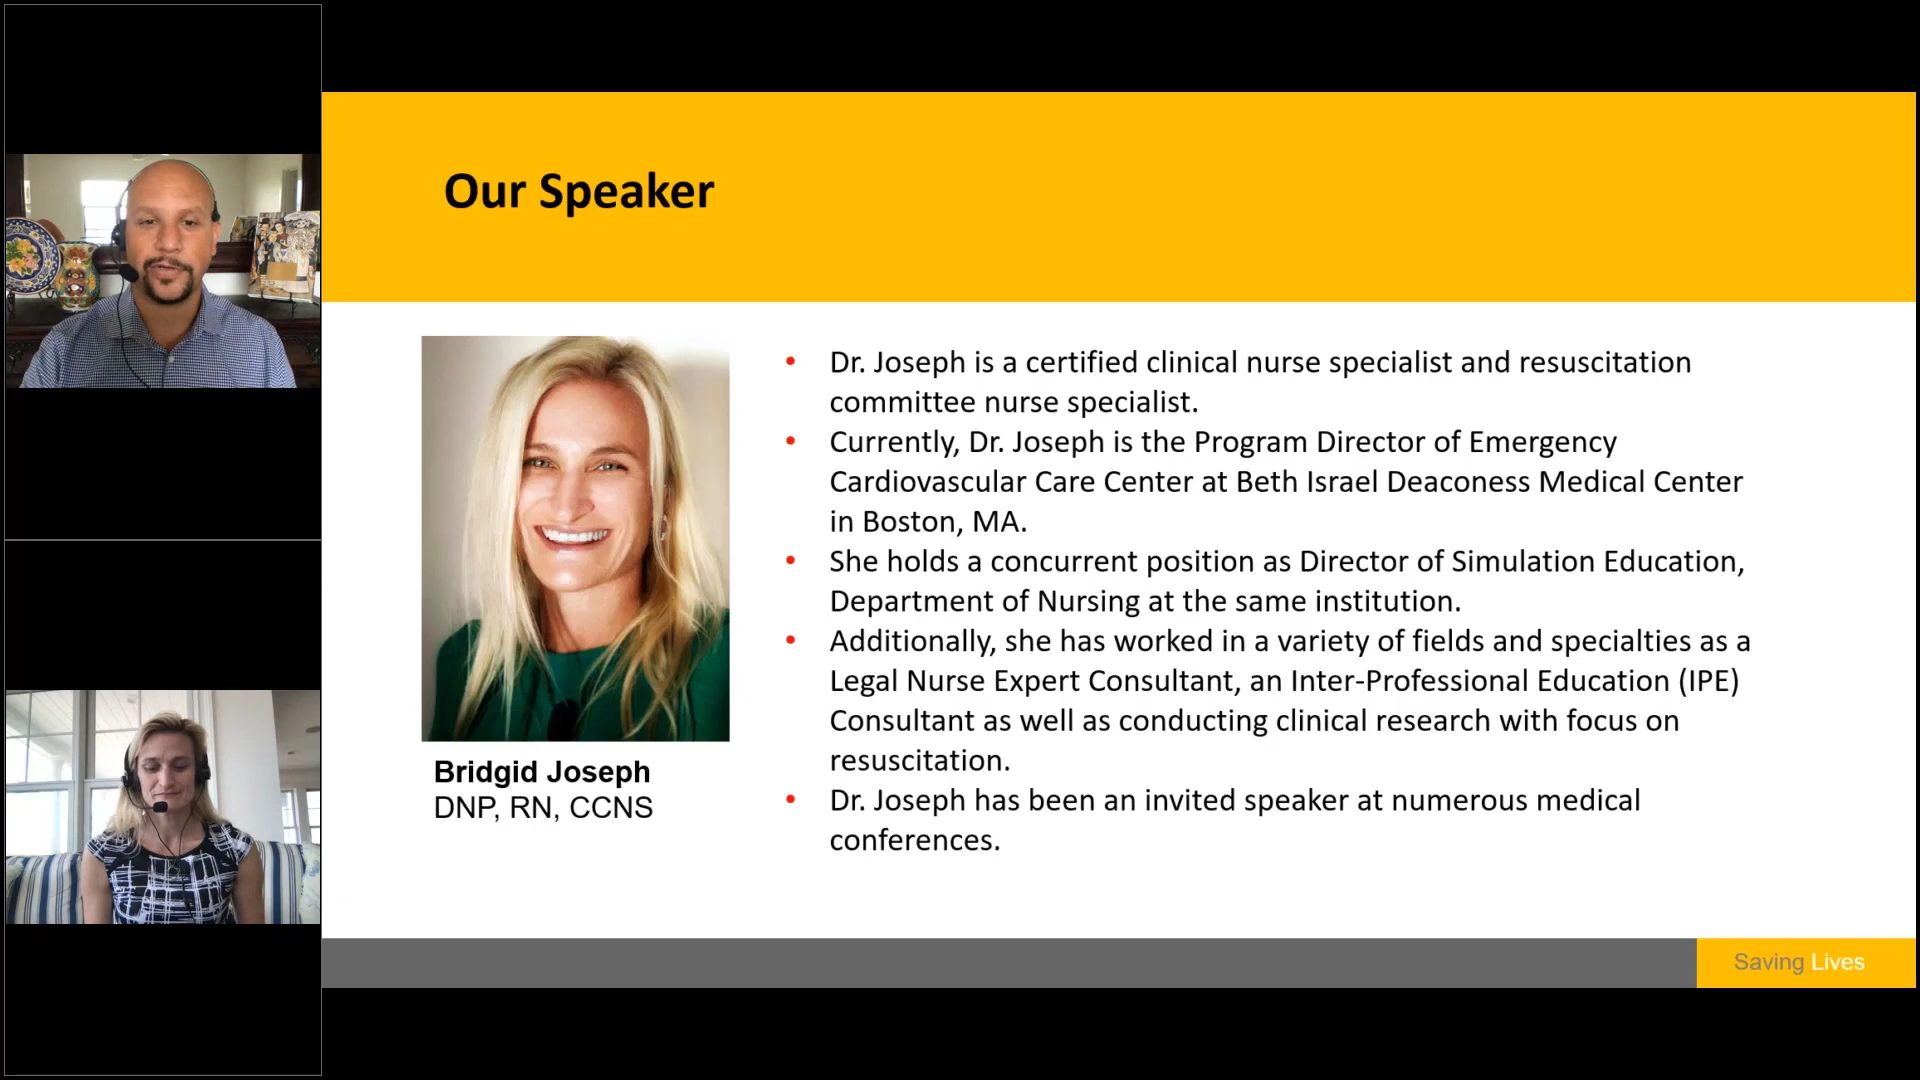 Our Speaker
Bridgid Joseph
DNP, RN, CCNS
• Dr. Joseph is a certified clinical nurse specialist and resuscitation
committee nurse specialist.
• Currently, Dr. Joseph is the Program Director of Emergency
Cardiovascular Care Center at Beth Israel Deaconess Medical Center
in Boston, MA.
• She holds a concurrent position as Director of Simulation Education,
Department of Nursing at the same institution.
• Additionally, she has worked in a variety of fields and specialties as a
Legal Nurse Expert Consultant, an Inter-Professional Education (IPE)
Consultant as well as conducting clinical research with focus on
resuscitation.
• Dr. Joseph has been an invited speaker at numerous medical
conferences.
Saving Lives